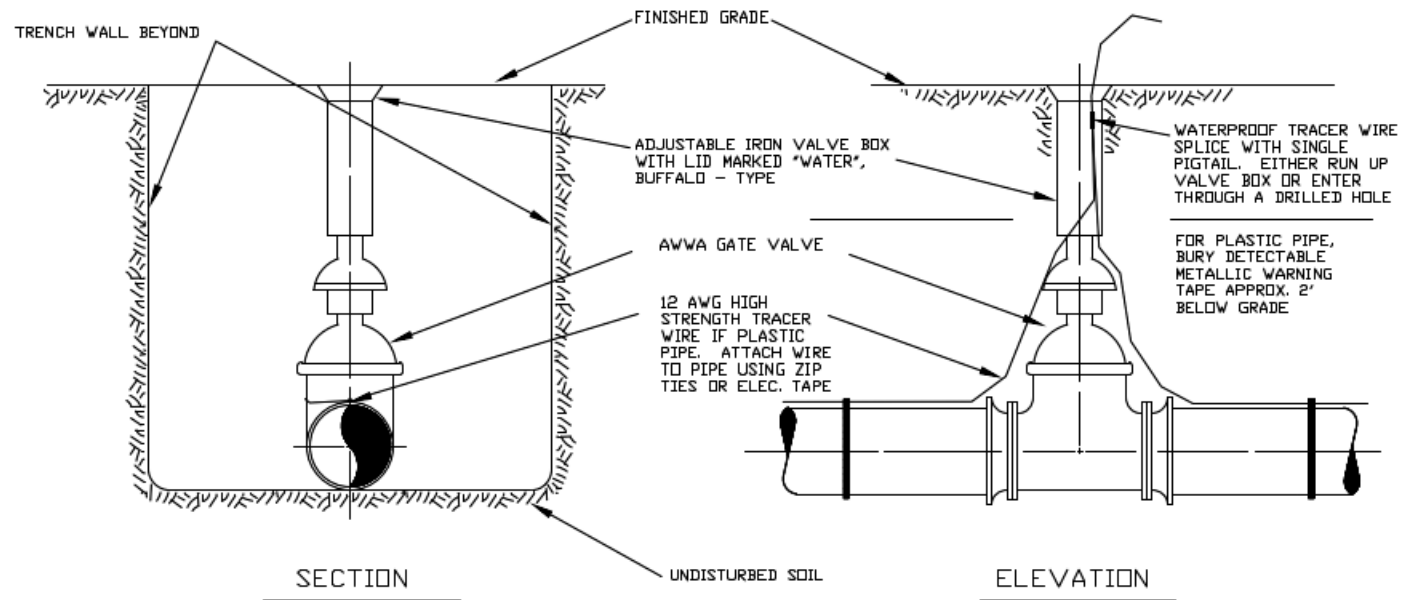 FINISHED GRADE
TRENCH WALL BEYOND
ADJUSTABLE IRON VALVE BOX
WITH LID MARKED "WATER",
BUFFALO - TYPE
WATERPROOF TRACER WIRE
SPLICE WITH SINGLE
PIGTAIL. EITHER RUN UP
VALVE BOX OR ENTER
THROUGH A DRILLED HOLE
AWWA GATE VALVE
FOR PLASTIC PIPE,
BURY DETECTABLE
METALLIC WARNING
TAPE APPROX. 2'
BELOW GRADE
12 AWG HIGH
STRENGTH TRACER
WIRE IF PLASTIC
PIPE. ATTACH WIRE
TO PIPE USING ZIP
TIES OR ELEC. TAPE
UNDISTURBED SOIL
SECTION
ELEVATION